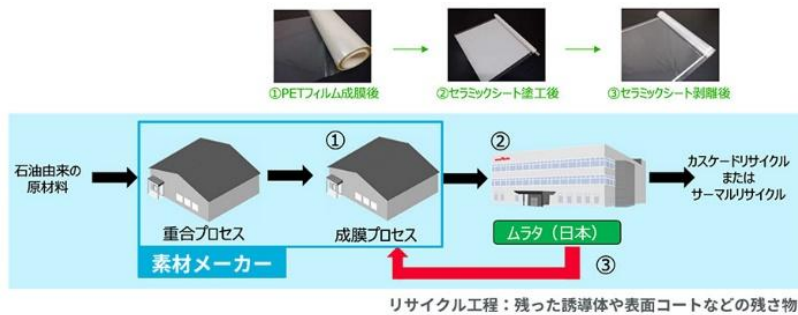 ①PETフィルム成膜後
②セラミックシート塗工後
③セラミックシート剥離後
石油由来の
原材料
①
②
カスケードリサイクル
または
サーマルリサイクル
重合プロセス
成膜プロセス
ムラタ（日本）
素材メーカー
③
リサイクル工程：残った誘導体や表面コートなどの残さ物